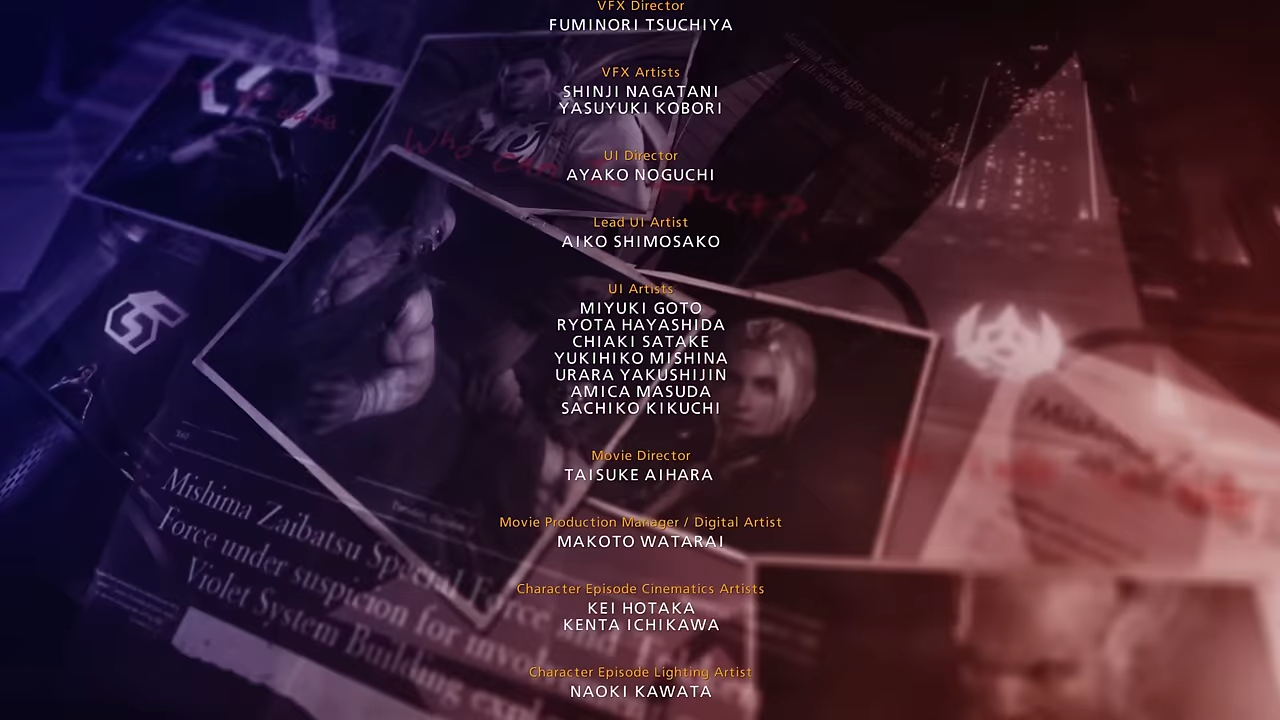 VFX Director
FUMINORI TSUCHIYA
VFX Artists
SHINJI NAGATANI
YASUYUKI KOBORI
UI Director
AYAKO NOGUCHI
Lead UI Artist
AIKO SHIMOSAKO
UI Artists
MIYUKI GOTO
RYOTA HAYASHIDA
CHIAKI SATAKE
YUKIHIKO MISHINA
URARA YAKUSHIJIN
AMICA MASUDA
SACHIKO KIKUCHI
Movie Director
TAISUKE AIHARA
Movie Production Manager / Digital Artist
MAKOTO WATARAI
Character Episode Cinematics Artists
KEI HOTAKA
KENTA ICHIKAWA
Character Episode Lighting Artist
NAOKI KAWATA
Who can
Mishima Zaibatsu Special Force
Force under suspicion for
Violet System Building